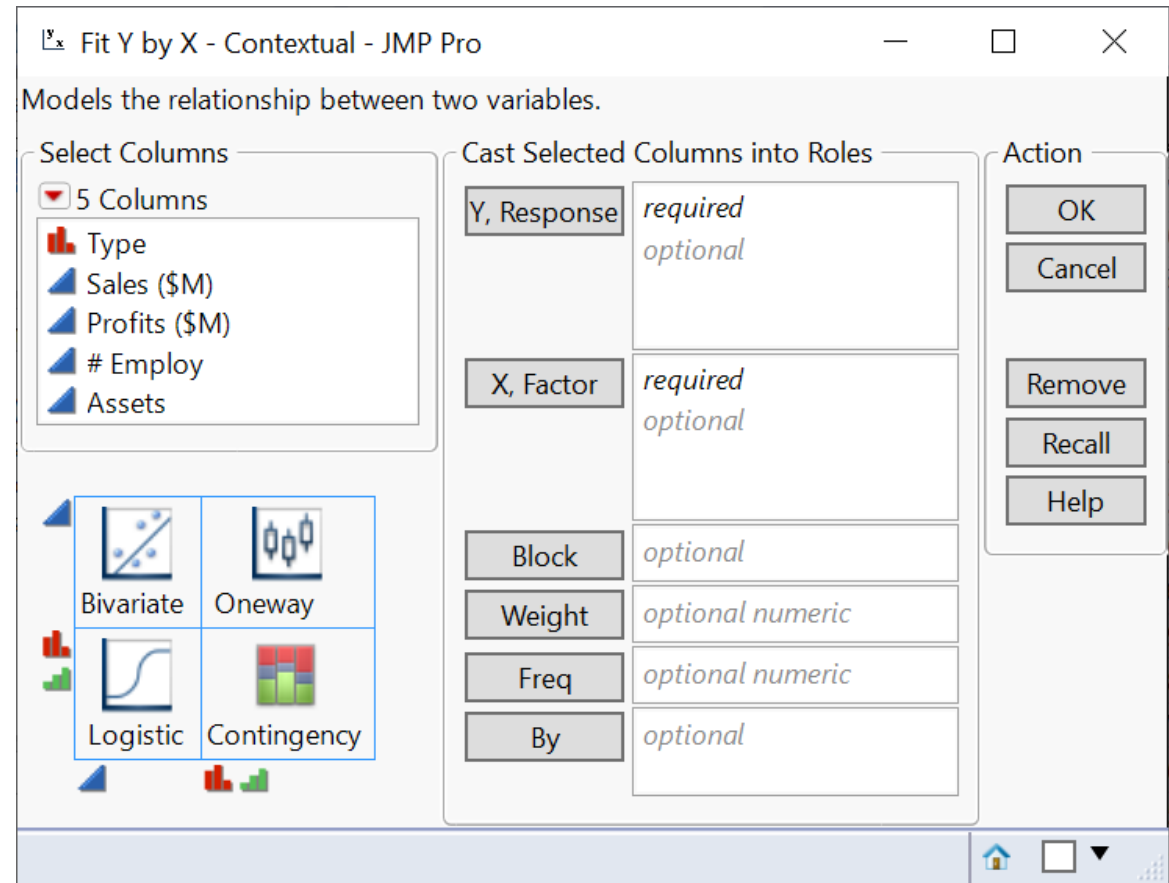 Fit Y by X - Contextual - JMP Pro
Models the relationship between two variables.
Select Columns
5 Columns
Type
Sales ($M)
Profits ($M)
# Employ
Assets
Bivariate
Oneway
Logistic
Contingency
Cast Selected Columns into Roles
Y, Response
required
optional
X, Factor
required
optional
Block
optional
Weight
optional numeric
Freq
optional numeric
By
optional
Action
OK
Cancel
Remove
Recall
Help